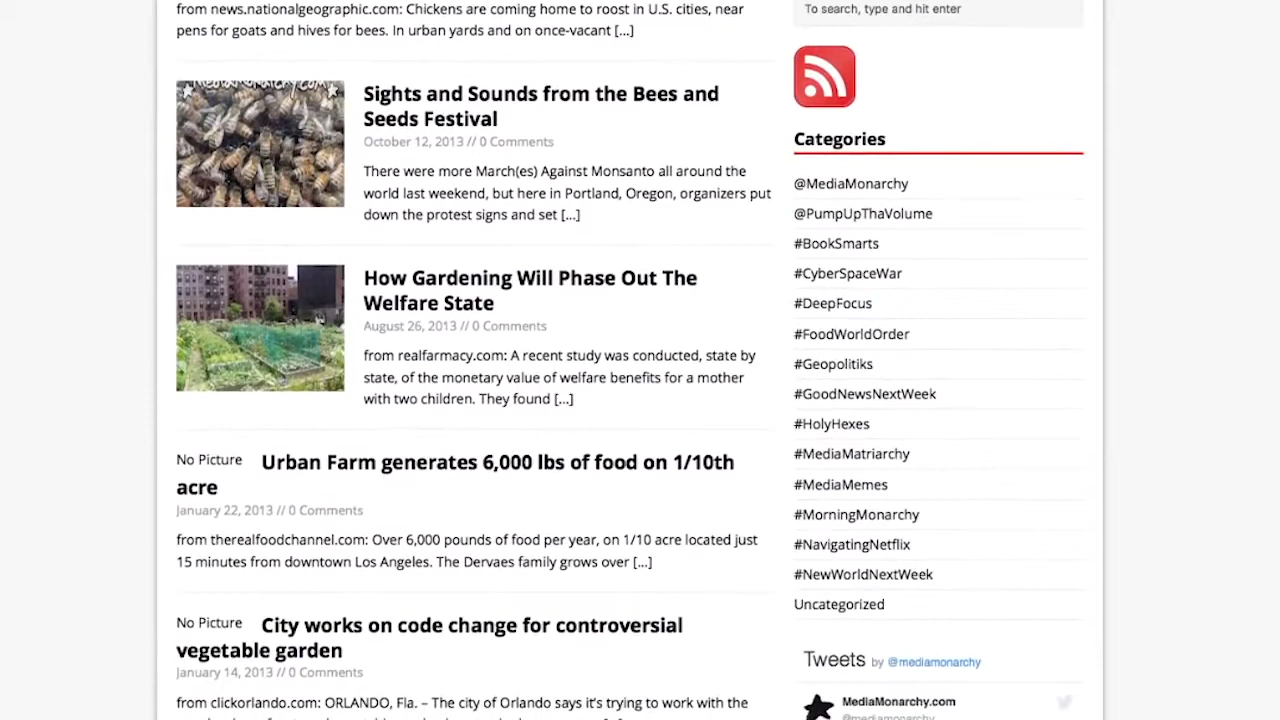 from news.nationalgeographic.com: Chickens are coming home to roost in U.S. cities, near
pens for goats and hives for bees. In urban yards and on once-vacant [...]
Sights and Sounds from the Bees and
Seeds Festival
October 12, 2013 // 0 Comments
There were more March(es) Against Monsanto all around the
world last weekend, but here in Portland, Oregon, organizers put
down the protest signs and set [...]
How Gardening Will Phase Out The
Welfare State
August 26, 2013 // 0 Comments
from realfarmacy.com: A recent study was conducted, state by
state, of the monetary value of welfare benefits for a mother
with two children. They found [...]
No Picture Urban Farm generates 6,000 lbs of food on 1/10th
acre
January 22, 2013 // 0 Comments
from therealfoodchannel.com: Over 6,000 pounds of food per year, on 1/10 acre located just
15 minutes from downtown Los Angeles. The Dervaes family grows over [...]
No Picture City works on code change for controversial
vegetable garden
January 14, 2013 // 0 Comments
from clickorlando.com: ORLANDO, Fla. – The city of Orlando says it's trying to work with the
To search, type and hit enter
Categories
@MediaMonarchy
@PumpUpThaVolume
#BookSmarts
#CyberSpaceWar
#DeepFocus
#FoodWorldOrder
#Geopolitiks
#GoodNewsNextWeek
#HolyHexes
#MediaMatriarchy
#MediaMemes
#MorningMonarchy
#NavigatingNetflix
#NewWorldNextWeek
Uncategorized
Tweets by @mediamonarchy
MediaMonarchy.com
@mediamonarchy